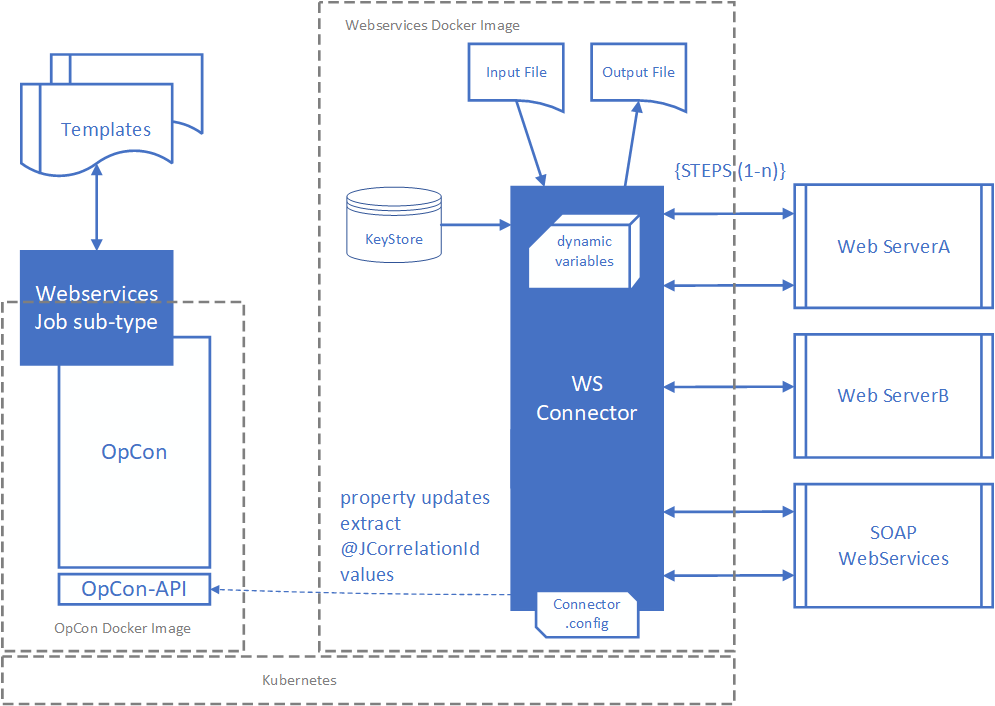 Webservices Docker Image
Input File
Output File
Templates
{STEPS (1-n)}
KeyStore
dynamic
variables
Web ServerA
Webservices
Job sub-type
WS
Connector
Web ServerB
OpCon
property updates
extract
@JCorrelationId
values
SOAP
WebServices
OpCon-API
Connector
.config
OpCon Docker Image
Kubernetes